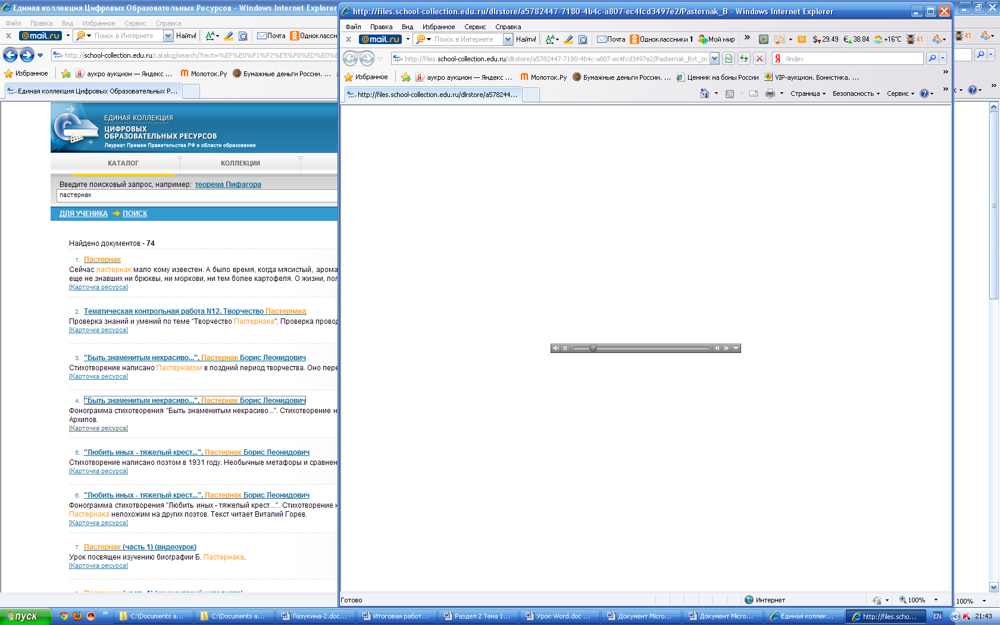 Единая коллекция Цифровых Образовательных Ресурсов - Windows Internet Explorer
Файл Правка Вид Избранное Сервис Справка
@mail.ru Поиск в Интернете Найти! Почта Одноклассн
http://school-collection.edu.ru/catalog/search/?text=%EF%E0%F1%F2%E5%F0%ED%E0%E
Избранное аукро аукцион — Яндекс ... Молоток.Ру Бумажные деньги России. ...
Единая коллекция Цифровых Образовательных Р...
ЕДИНАЯ КОЛЛЕКЦИЯ
ЦИФРОВЫХ
ОБРАЗОВАТЕЛЬНЫХ РЕСУРСОВ
Лауреат Премии Правительства РФ в области образования
КАТАЛОГ КОЛЛЕКЦИИ
Введите поисковый запрос, например: теорема Пифагора
пастернак
ДЛЯ УЧЕНИКА ПОИСК
Найдено документов - 74
1. Пастернак
Сейчас пастернак мало кому известен. А было время, когда мясистый, арома
еще не знавших ни брюквы, ни моркови, ни тем более картофеля. О жизни, пол
[Карточка ресурса]
2. Тематическая контрольная работа N12. Творчество Пастернака
Проверка знаний и умений по теме "Творчество Пастернака". Проверка провод
[Карточка ресурса]
3. "Быть знаменитым некрасиво...", Пастернак Борис Леонидович
Стихотворение написано Пастернаком в поздний период творчества. Оно пере
[Карточка ресурса]
4. "Быть знаменитым некрасиво...", Пастернак Борис Леонидович
Фонограмма стихотворения "Быть знаменитым некрасиво...". Стихотворение н
Архипов.
[Карточка ресурса]
5. "Любить иных - тяжелый крест...", Пастернак Борис Леонидович
Стихотворение написано поэтом в 1931 году. Необычные метафоры и сравнен
[Карточка ресурса]
6. "Любить иных - тяжелый крест...", Пастернак Борис Леонидович
Фонограмма стихотворения "Любить иных - тяжелый крест...". Стихотворение н
Пастернака непохожим на других поэтов. Текст читает Виталий Горев.
[Карточка ресурса]
7. Пастернак (часть 1) (видеоурок)
Урок посвящен изучению биографии Б. Пастернака.
[Карточка ресурса]
http://files.school-collection.edu.ru/dlrstore/a5782447-7180-4b4c-a807-ec4fcd3497e2/Pasternak_B - Windows Internet Explorer
Файл Правка Вид Избранное Сервис Справка
@mail.ru Поиск в Интернете Найти! Почта Одноклассники 1 Мой мир » $ 29.49 € 38.84 +16°C 41
http://files.school-collection.edu.ru/dlrstore/a5782447-7180-4b4c-a807-ec4fcd3497e2/Pasternak_Byt_zn Яndex
Избранное аукро аукцион — Яндекс ... Молоток.Ру Бумажные деньги России. ... Ценник на боны России VIP-аукцион. Бонистика. ... »
http://files.school-collection.edu.ru/dlrstore/a578244... Страница Безопасность Сервис »
41
Готово Интернет 100%
100%
пуск » C:\Documents a... C:\Documents a... Лазукина-2.doc... Итоговая работ... Раздел 2 Тема 1... Урок Word.doc ... Документ Micro... Документ Micro... Единая коллек... http://files.scho... EN 21:43